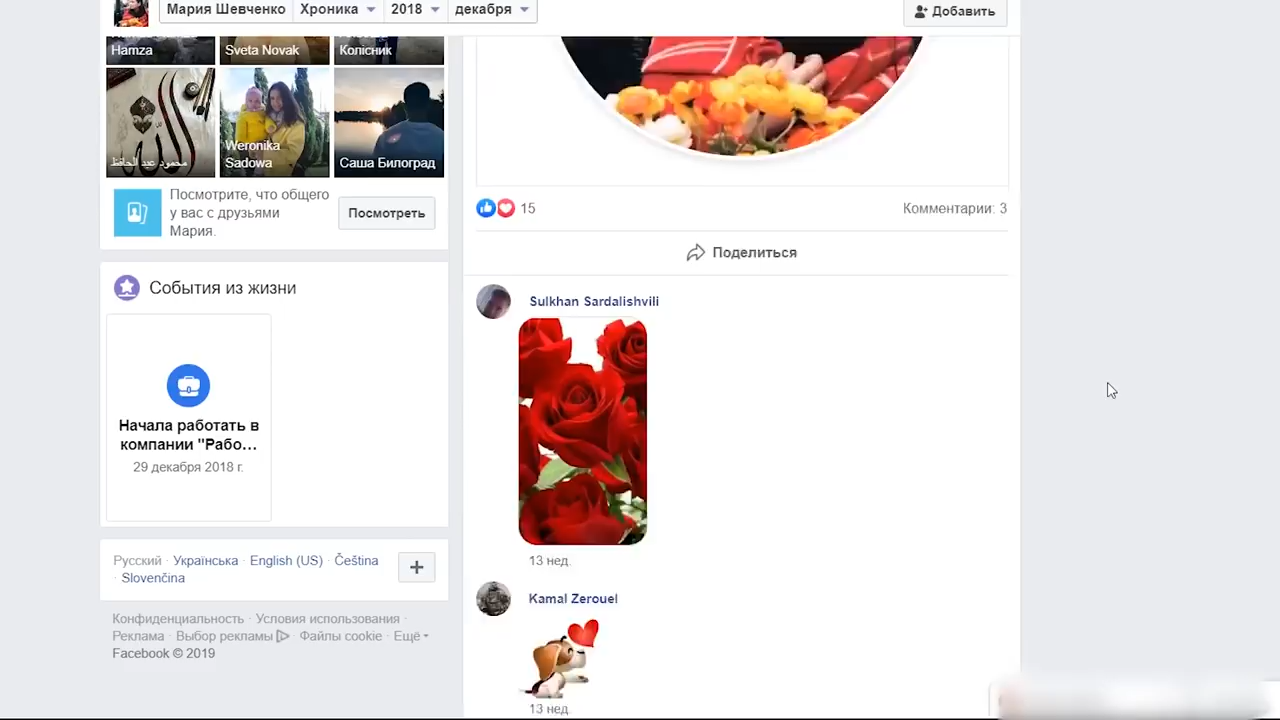 Мария Шевченко Хроника 2018 декабря Добавить
Hamza
Sveta Novak
Колісник
محمود عبد الحافظ
Weronika
Sadowa
Саша Билоград
Посмотрите, что общего
у вас с друзьями
Мария.
Посмотреть
События из жизни
Начала работать в
компании "Рабо...
29 декабря 2018 г.
Русский · Українська · English (US) · Čeština
· Slovenčina
Конфиденциальность · Условия использования ·
Реклама · Выбор рекламы · Файлы cookie · Ещё
Facebook © 2019
15
Комментарии: 3
Поделиться
Sulkhan Sardalishvili
13 нед.
Kamal Zerouel
13 нед.